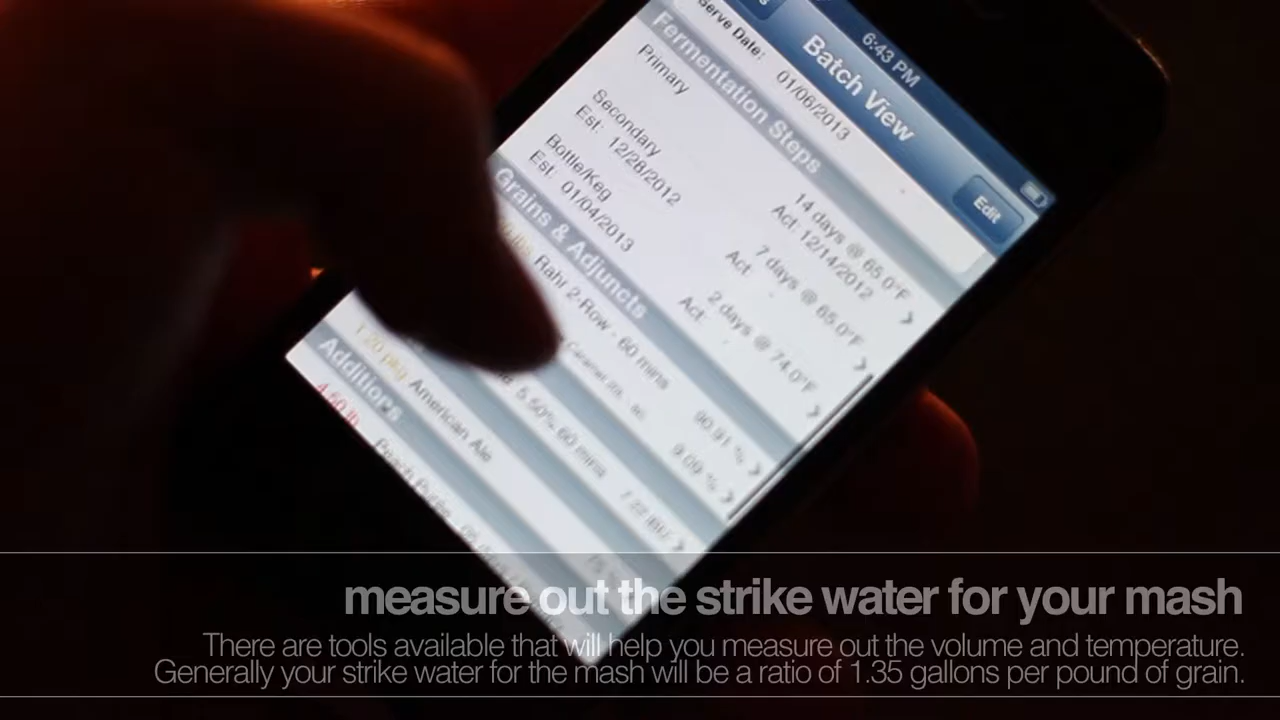 6:43 PM
Batch View
Edit
Serve Date: 01/06/2013
Fermentation Steps
Primary 14 days @ 65.0°F
Act: 12/14/2012
Secondary 7 days @ 65.0°F
Est: 12/28/2012 Act:
Bottle/Keg 2 days @ 74.0°F
Est: 01/04/2013 Act:
Grains & Adjuncts
Rahr 2-Row - 60 mins 90.91 %
9.09 %
5.50% 60 mins
American Ale
Additions
4.60 lb Peach Purée
measure out the strike water for your mash
There are tools available that will help you measure out the volume and temperature.
Generally your strike water for the mash will be a ratio of 1.35 gallons per pound of grain.